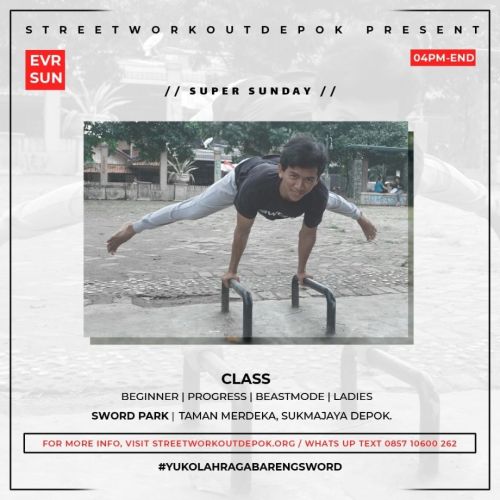 STREETWORKOUTDEPOK PRESENT
EVR
SUN
04PM-END
// SUPER SUNDAY //
CLASS
BEGINNER | PROGRESS | BEASTMODE | LADIES
SWORD PARK | TAMAN MERDEKA, SUKMAJAYA DEPOK.
FOR MORE INFO, VISIT STREETWORKOUTDEPOK.ORG / WHATS UP TEXT 0857 10600 262
#YUKOLAHRAGABARENGSWORD